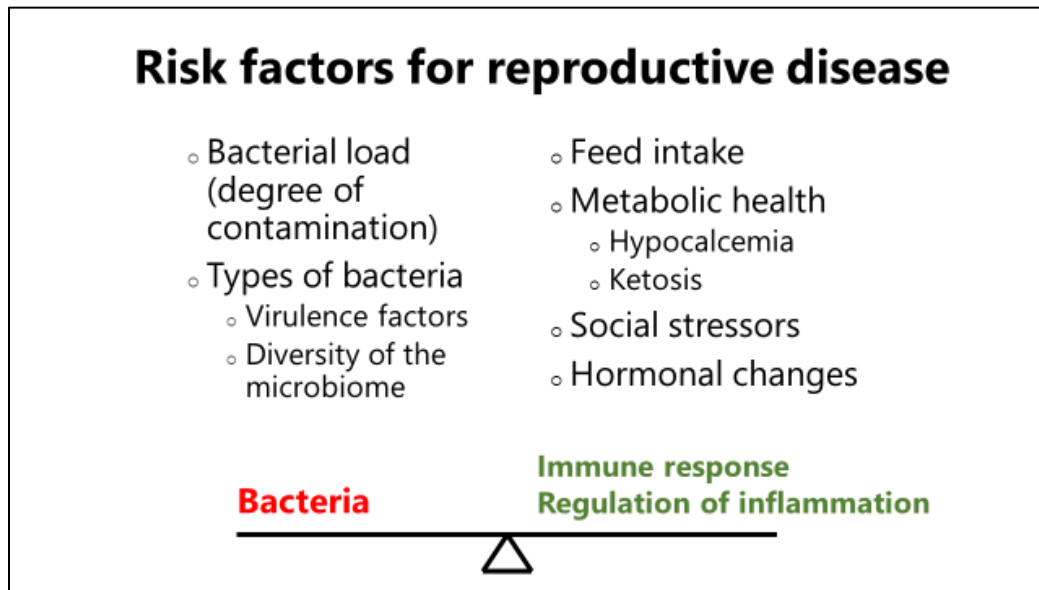 Risk factors for reproductive disease
Bacterial load
(degree of
contamination)
Types of bacteria
Virulence factors
Diversity of the
microbiome
Feed intake
Metabolic health
Hypocalcemia
Ketosis
Social stressors
Hormonal changes
Bacteria
Immune response
Regulation of inflammation